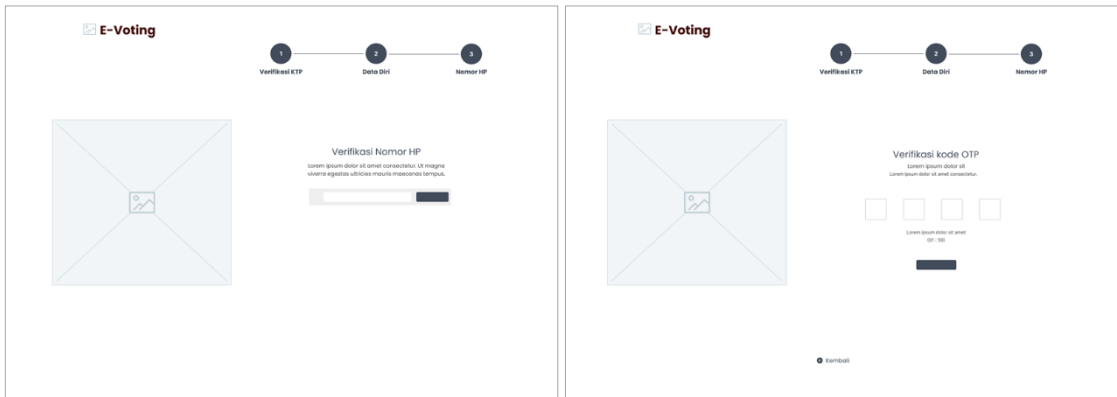 E-Voting
1 2 3
Verifikasi KTP Data Diri Nomor HP
Verifikasi Nomor HP
Lorem ipsum dolor sit amet consectetur. Ut magna
viverra egestas ultricies mauris maecenas tempus.
E-Voting
1 2 3
Verifikasi KTP Data Diri Nomor HP
Verifikasi kode OTP
Lorem ipsum dolor sit
Lorem ipsum dolor sit amet consectetur.
Lorem ipsum dolor sit amet
Kembali